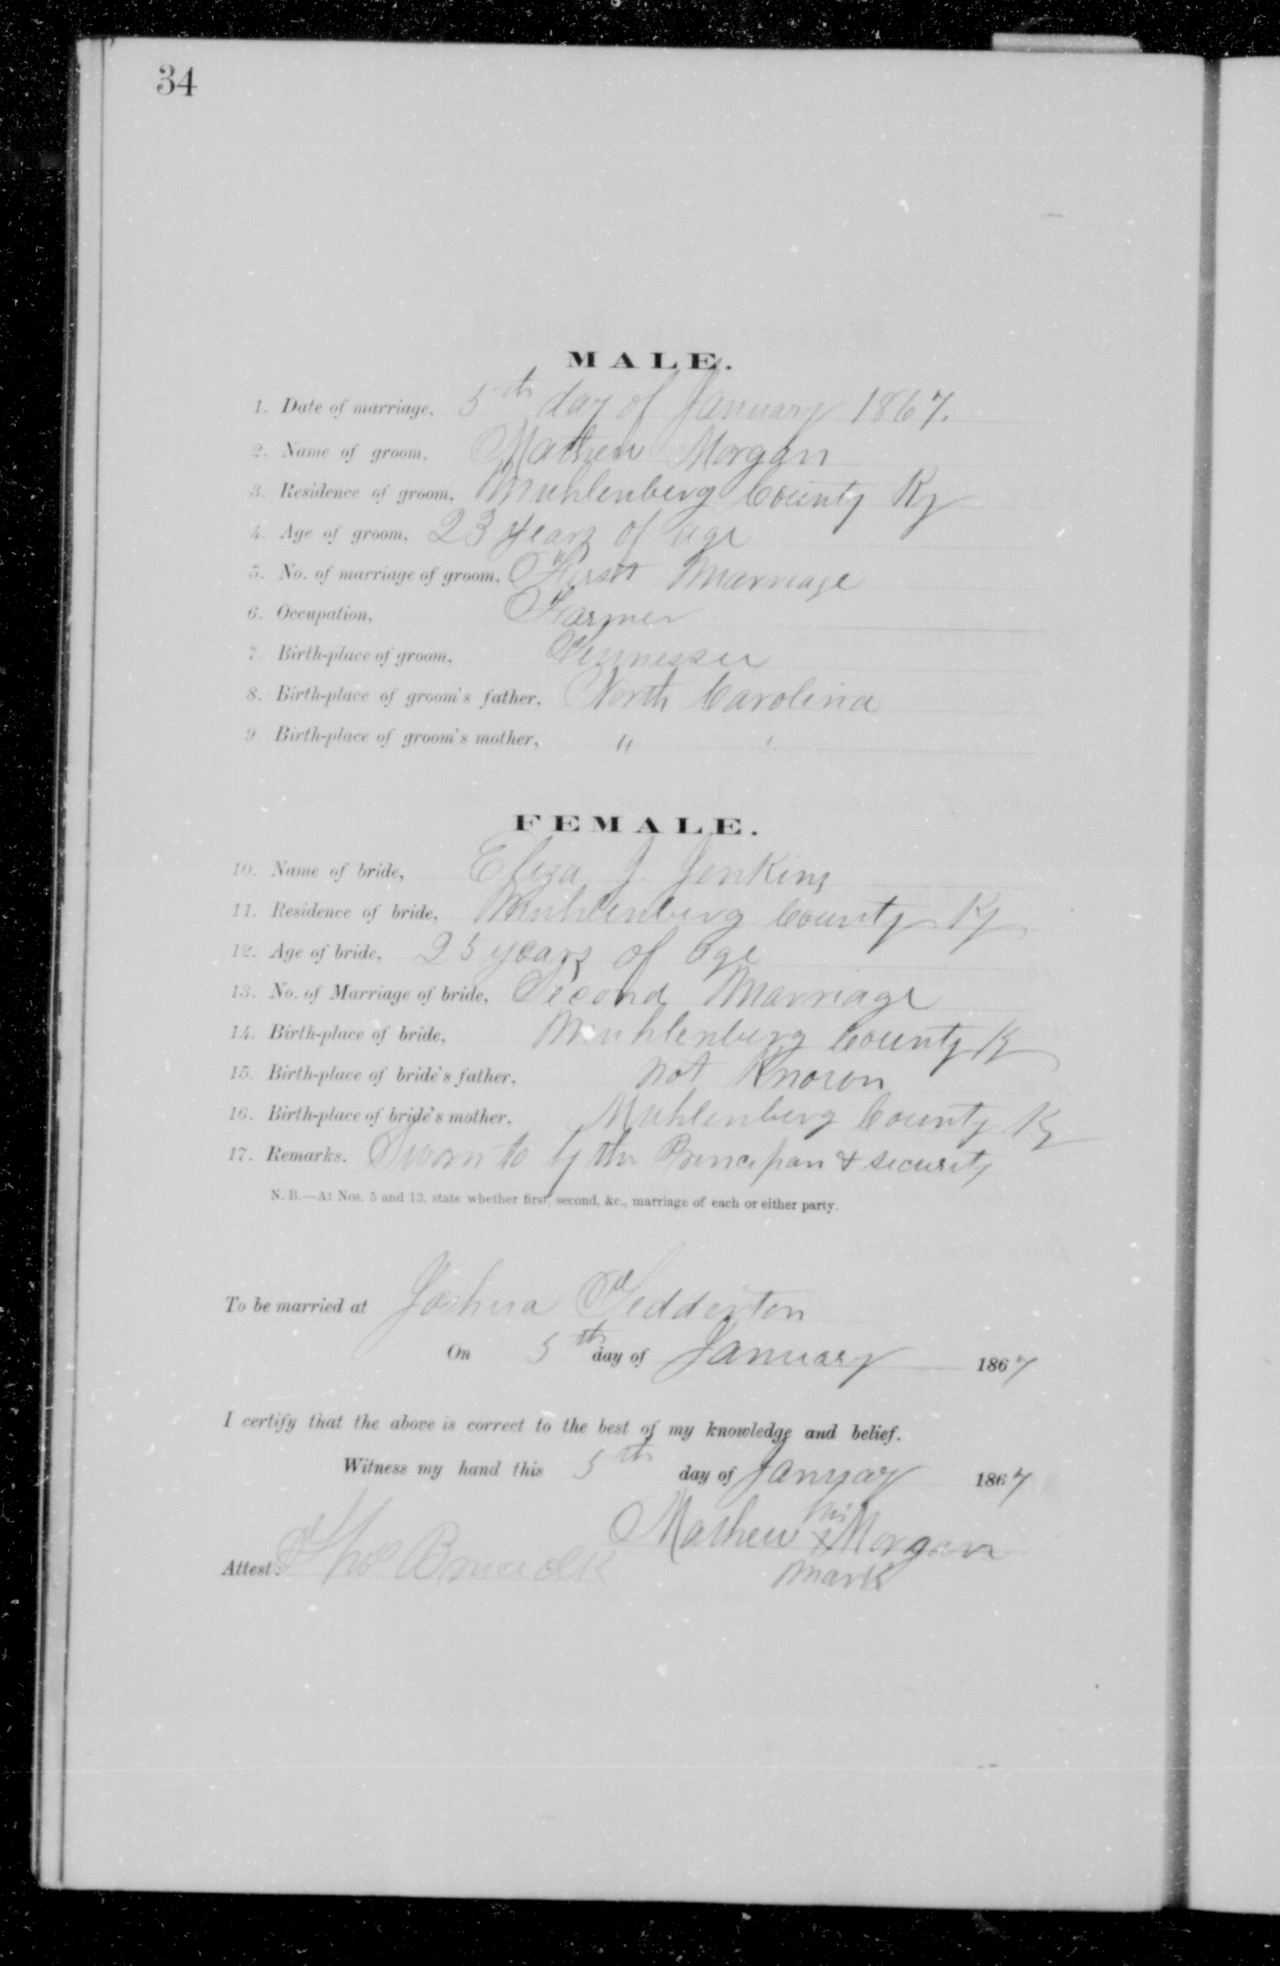 34
MALE.
1. Date of marriage, 5th day of January 1867.
2. Name of groom, Mathew Morgan
3. Residence of groom, Muhlenberg County Ky
4. Age of groom, 23 years of age
5. No. of marriage of groom, First Marriage
6. Occupation, Farmer
7. Birth-place of groom, Tennessee
8. Birth-place of groom's father, North Carolina
9. Birth-place of groom's mother, " "
FEMALE.
10. Name of bride, Eliza J. Jenkins
11. Residence of bride, Muhlenberg County Ky
12. Age of bride, 25 years of age
13. No. of Marriage of bride, Second Marriage
14. Birth-place of bride, Muhlenberg County Ky
15. Birth-place of bride's father, not Known
16. Birth-place of bride's mother, Muhlenberg County Ky
17. Remarks. Sworn to by the & security
N. B.—At Nos. 5 and 13, state whether first, second, &c., marriage of each or either party.
To be married at Joshua
On 5th day of January 1867
I certify that the above is correct to the best of my knowledge and belief.
Witness my hand this 5th day of January 1867
his
Mathew x Morgan
Attest: Tho
mark